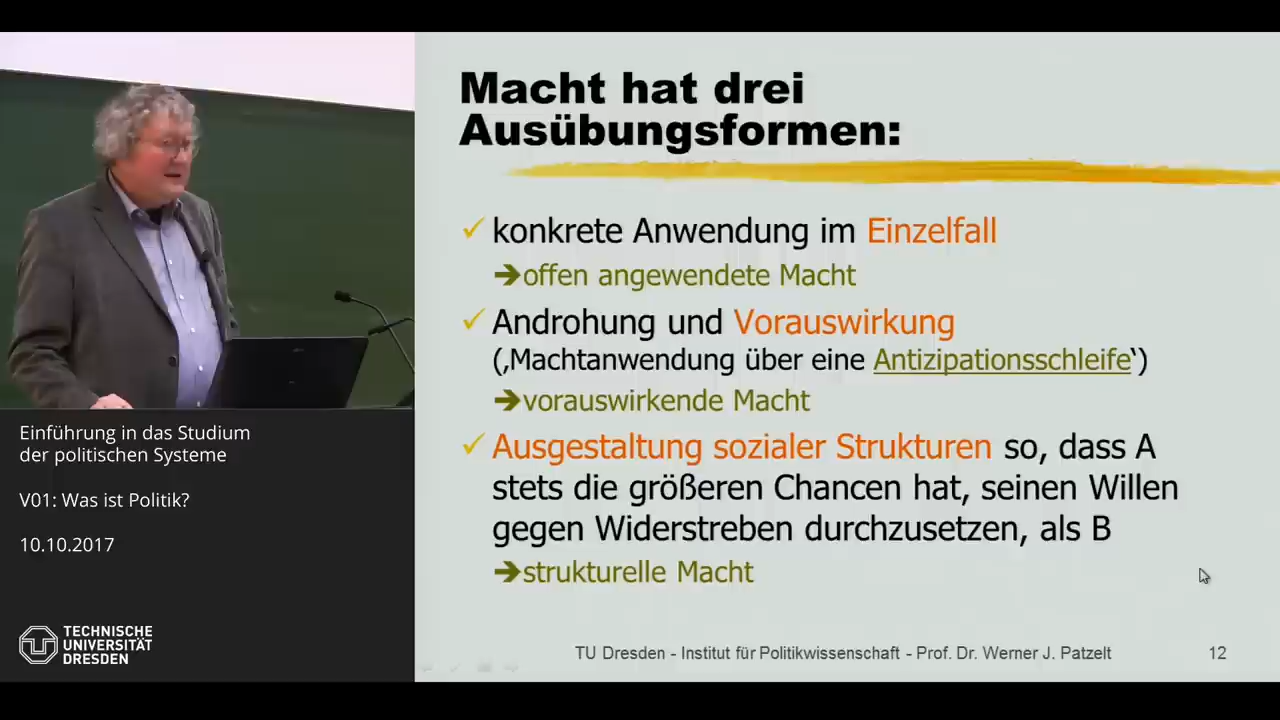 Macht hat drei
Ausübungsformen:
✓ konkrete Anwendung im Einzelfall
➔offen angewendete Macht
✓ Androhung und Vorauswirkung
(‚Machtanwendung über eine Antizipationsschleife‘)
➔vorauswirkende Macht
✓ Ausgestaltung sozialer Strukturen so, dass A
stets die größeren Chancen hat, seinen Willen
gegen Widerstreben durchzusetzen, als B
➔strukturelle Macht
TU Dresden - Institut für Politikwissenschaft - Prof. Dr. Werner J. Patzelt
12
Einführung in das Studium
der politischen Systeme
V01: Was ist Politik?
10.10.2017
TECHNISCHE
UNIVERSITÄT
DRESDEN